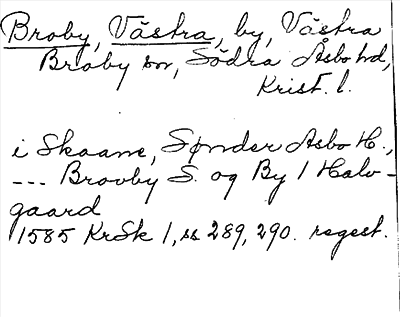 Broby, Västra, by, Västra
Broby sn, Södra Åsbo hd,
Krist. l.
i Skaane, Sønder Asbo H.,
--- Brovby S. og By 1 Halv-
gaard
1585 KrSk 1, ss 289, 290. regest.